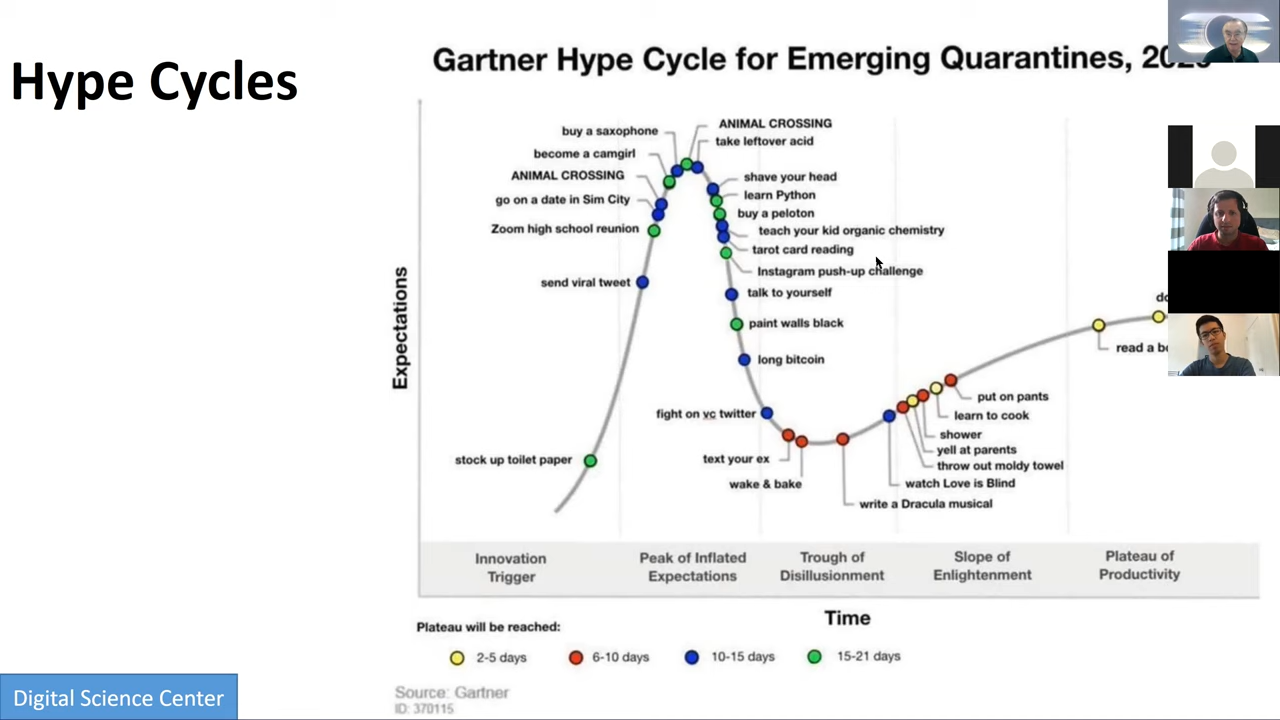 Hype Cycles
Gartner Hype Cycle for Emerging Quarantines,
buy a saxophone
ANIMAL CROSSING
take leftover acid
become a camgirl
ANIMAL CROSSING
go on a date in Sim City
Zoom high school reunion
shave your head
learn Python
buy a peloton
teach your kid organic chemistry
tarot card reading
Instagram push-up challenge
send viral tweet
talk to yourself
paint walls black
long bitcoin
fight on vc twitter
stock up toilet paper
text your ex
wake & bake
write a Dracula musical
watch Love is Blind
throw out moldy towel
yell at parents
shower
learn to cook
put on pants
read a
Expectations
Innovation
Trigger
Peak of Inflated
Expectations
Trough of
Disillusionment
Slope of
Enlightenment
Plateau of
Productivity
Time
Plateau will be reached:
2-5 days
6-10 days
10-15 days
15-21 days
Source: Gartner
ID: 370115
Digital Science Center